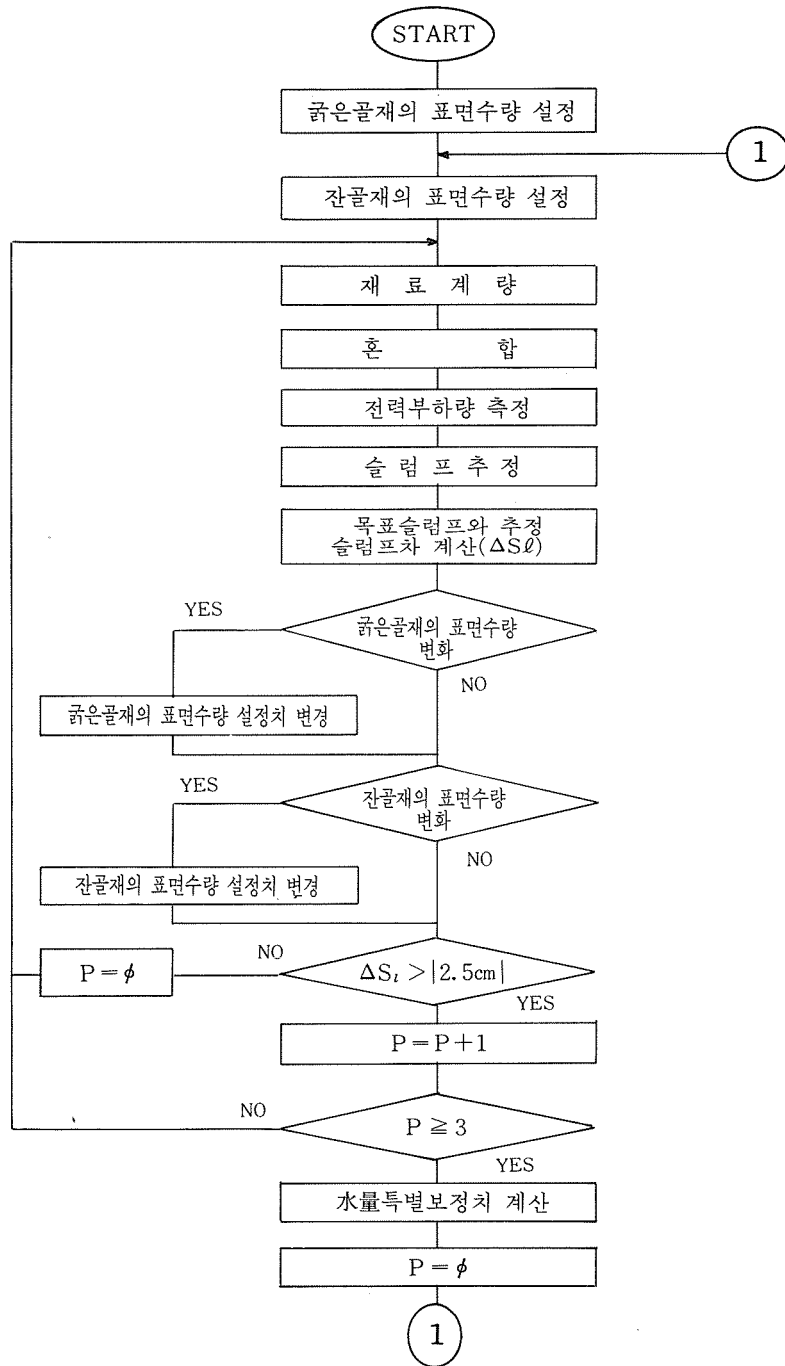 START
굵은골재의 표면수량 설정
1
잔골재의 표면수량 설정
재 료 계 량
혼 합
전력부하량 측정
슬 럼 프 추 정
목표슬럼프와 추정
슬럼프차 계산(ΔSℓ)
YES
굵은골재의 표면수량
변화
NO
굵은골재의 표면수량 설정치 변경
YES
잔골재의 표면수량
변화
NO
잔골재의 표면수량 설정치 변경
NO
P=ϕ
ΔSι >|2.5cm|
YES
P=P+1
NO
P≧3
YES
水量특별보정치 계산
P=ϕ
1